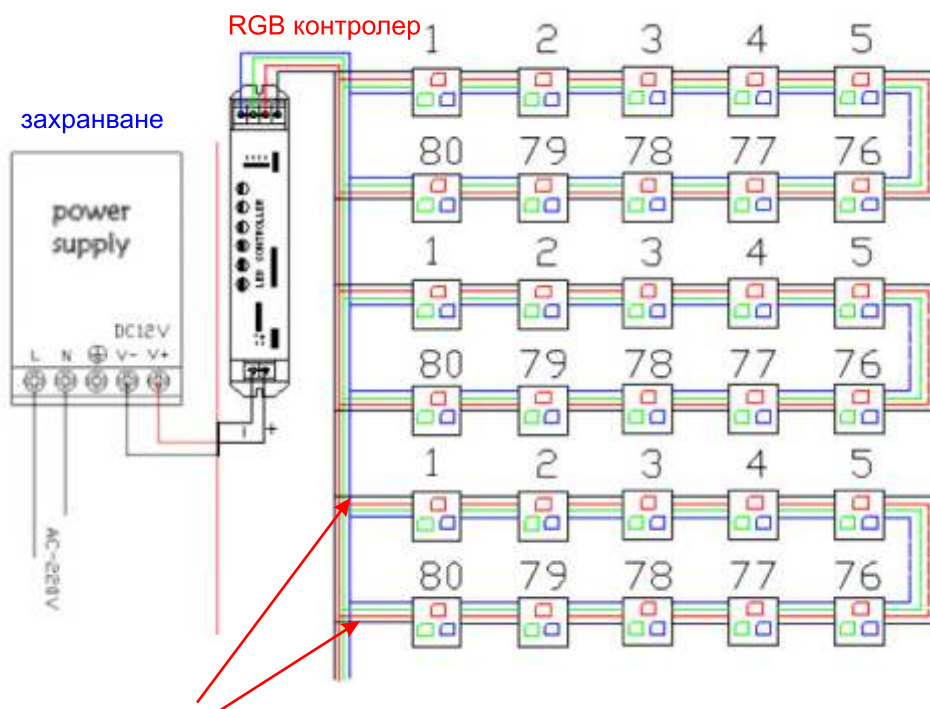 RGB контролер
захранване
power
supply
DC12V
L N V- V+
AC-220V
LED CONTROLLER
- +
1 2 3 4 5
80 79 78 77 76
1 2 3 4 5
80 79 78 77 76
1 2 3 4 5
80 79 78 77 76